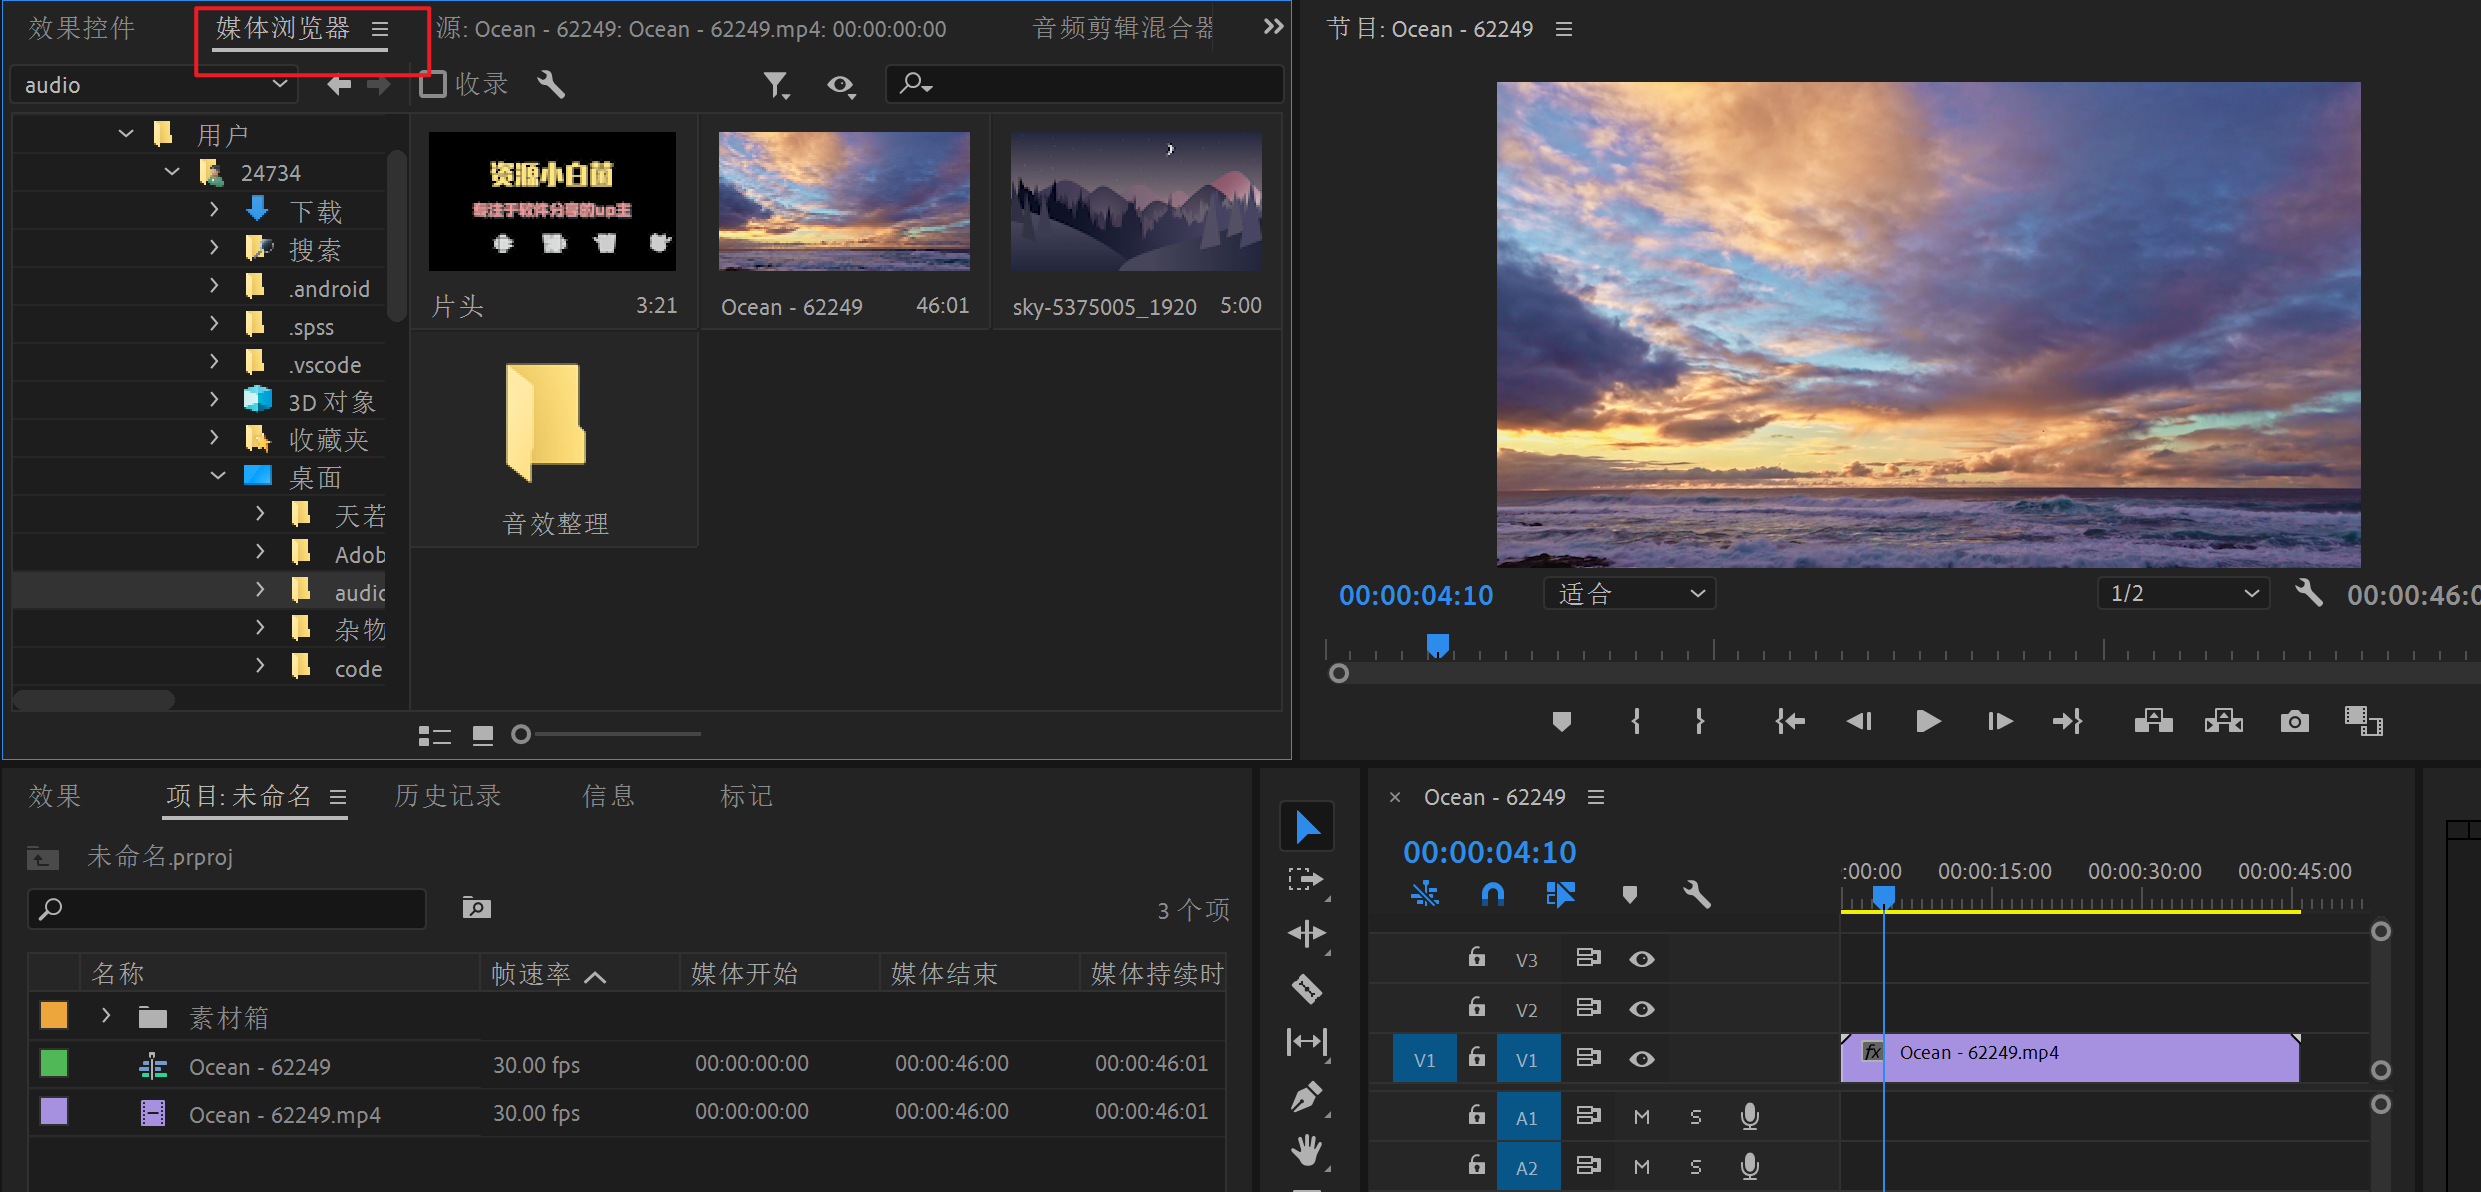 效果控件
媒体浏览器
源: Ocean - 62249: Ocean - 62249.mp4: 00:00:00:00
音频剪辑混合器
audio
收录
用户
24734
下载
搜索
.android
.spss
.vscode
3D 对象
收藏夹
桌面
天若
Adob
audio
杂物
code
资源小白菌
专注于软件分享的up主
片头 3:21
Ocean - 62249 46:01
sky-5375005_1920 5:00
音效整理
节目: Ocean - 62249
00:00:04:10
适合
1/2
00:00:46:0
效果
项目: 未命名
历史记录
信息
标记
未命名.prproj
3 个项
名称 帧速率 媒体开始 媒体结束 媒体持续时
素材箱
Ocean - 62249 30.00 fps 00:00:00:00 00:00:46:00 00:00:46:01
Ocean - 62249.mp4 30.00 fps 00:00:00:00 00:00:46:00 00:00:46:01
× Ocean - 62249
00:00:04:10
:00:00 00:00:15:00 00:00:30:00 00:00:45:00
V3
V2
V1 V1
fx Ocean - 62249.mp4
A1 M S
A2 M S